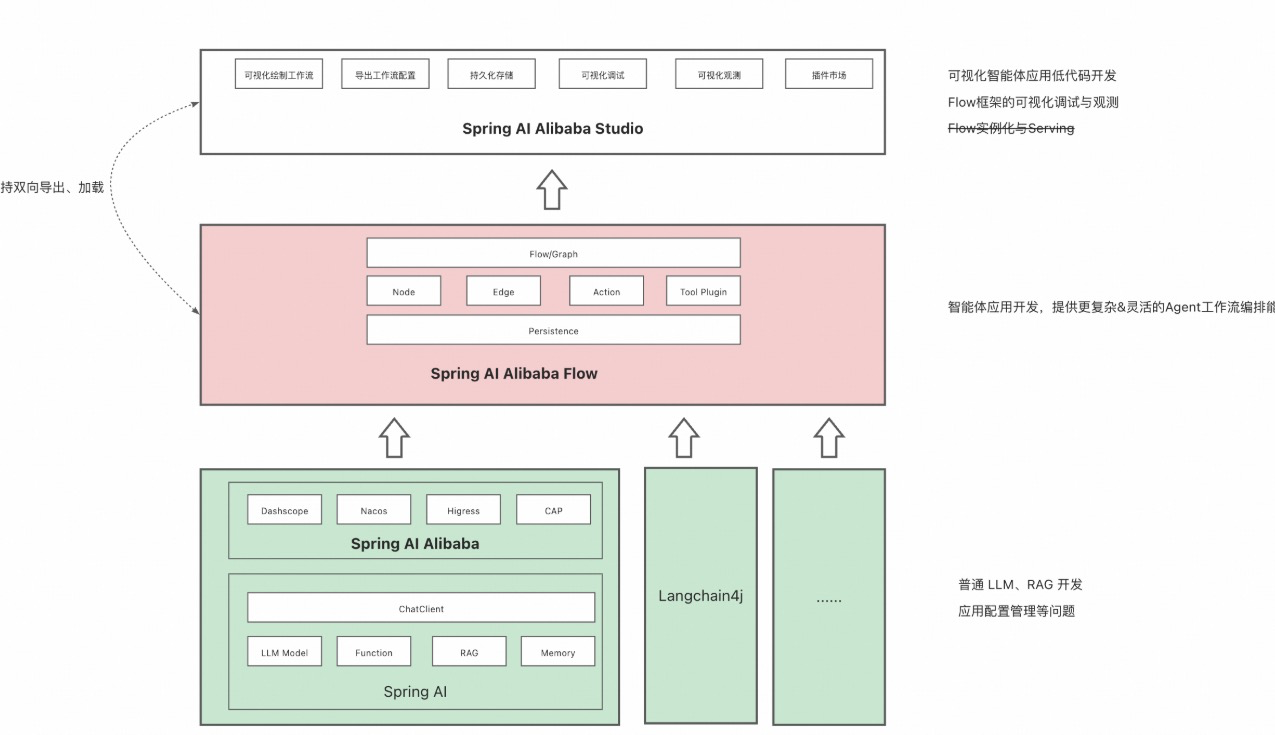 可视化绘制工作流
导出工作流配置
持久化存储
可视化调试
可视化观测
插件市场
Spring AI Alibaba Studio
可视化智能体应用低代码开发
Flow框架的可视化调试与观测
Flow实例化与Serving
持双向导出、加载
Flow/Graph
Node
Edge
Action
Tool Plugin
Persistence
Spring AI Alibaba Flow
智能体应用开发，提供更复杂&灵活的Agent工作流编排能
Dashscope
Nacos
Higress
CAP
Spring AI Alibaba
ChatClient
LLM Model
Function
RAG
Memory
Spring AI
Langchain4j
......
普通 LLM、RAG 开发
应用配置管理等问题